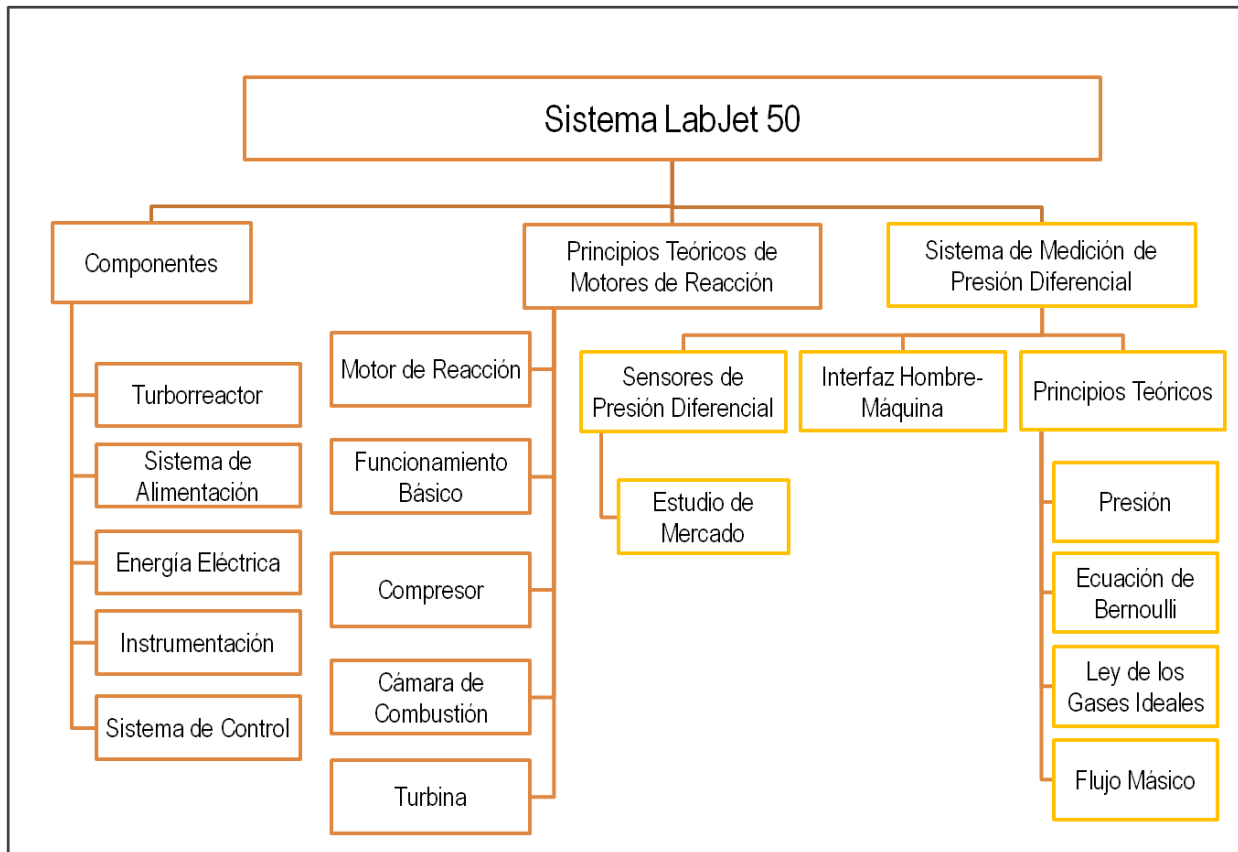 Sistema LabJet 50
Componentes
Turborreactor
Sistema de
Alimentación
Energía Eléctrica
Instrumentación
Sistema de Control
Principios Teóricos de
Motores de Reacción
Motor de Reacción
Funcionamiento
Básico
Compresor
Cámara de
Combustión
Turbina
Sistema de Medición de
Presión Diferencial
Sensores de
Presión Diferencial
Estudio de
Mercado
Interfaz Hombre-
Máquina
Principios Teóricos
Presión
Ecuación de
Bernoulli
Ley de los
Gases Ideales
Flujo Másico